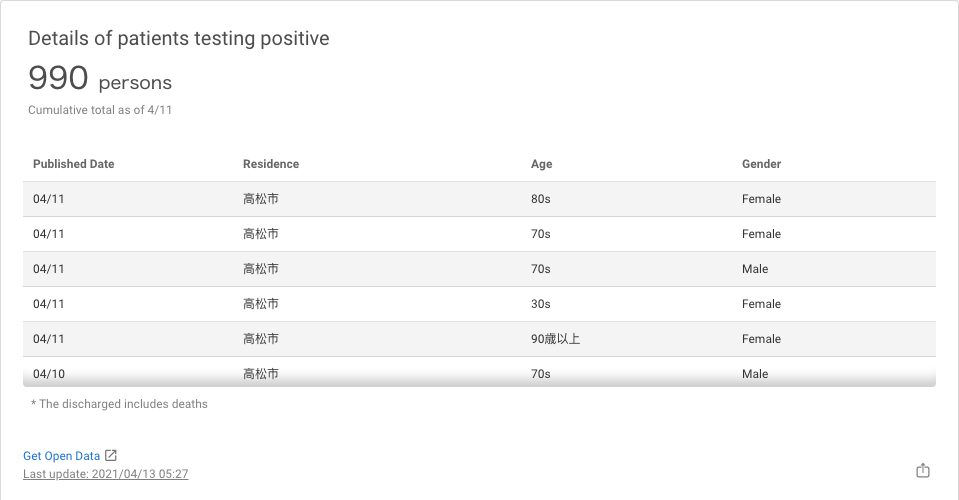 Details of patients testing positive
990 persons
Cumulative total as of 4/11
Published Date Residence Age Gender
04/11 高松市 80s Female
04/11 高松市 70s Female
04/11 高松市 70s Male
04/11 高松市 30s Female
04/11 高松市 90歳以上 Female
04/10 高松市 70s Male
* The discharged includes deaths
Get Open Data
Last update: 2021/04/13 05:27